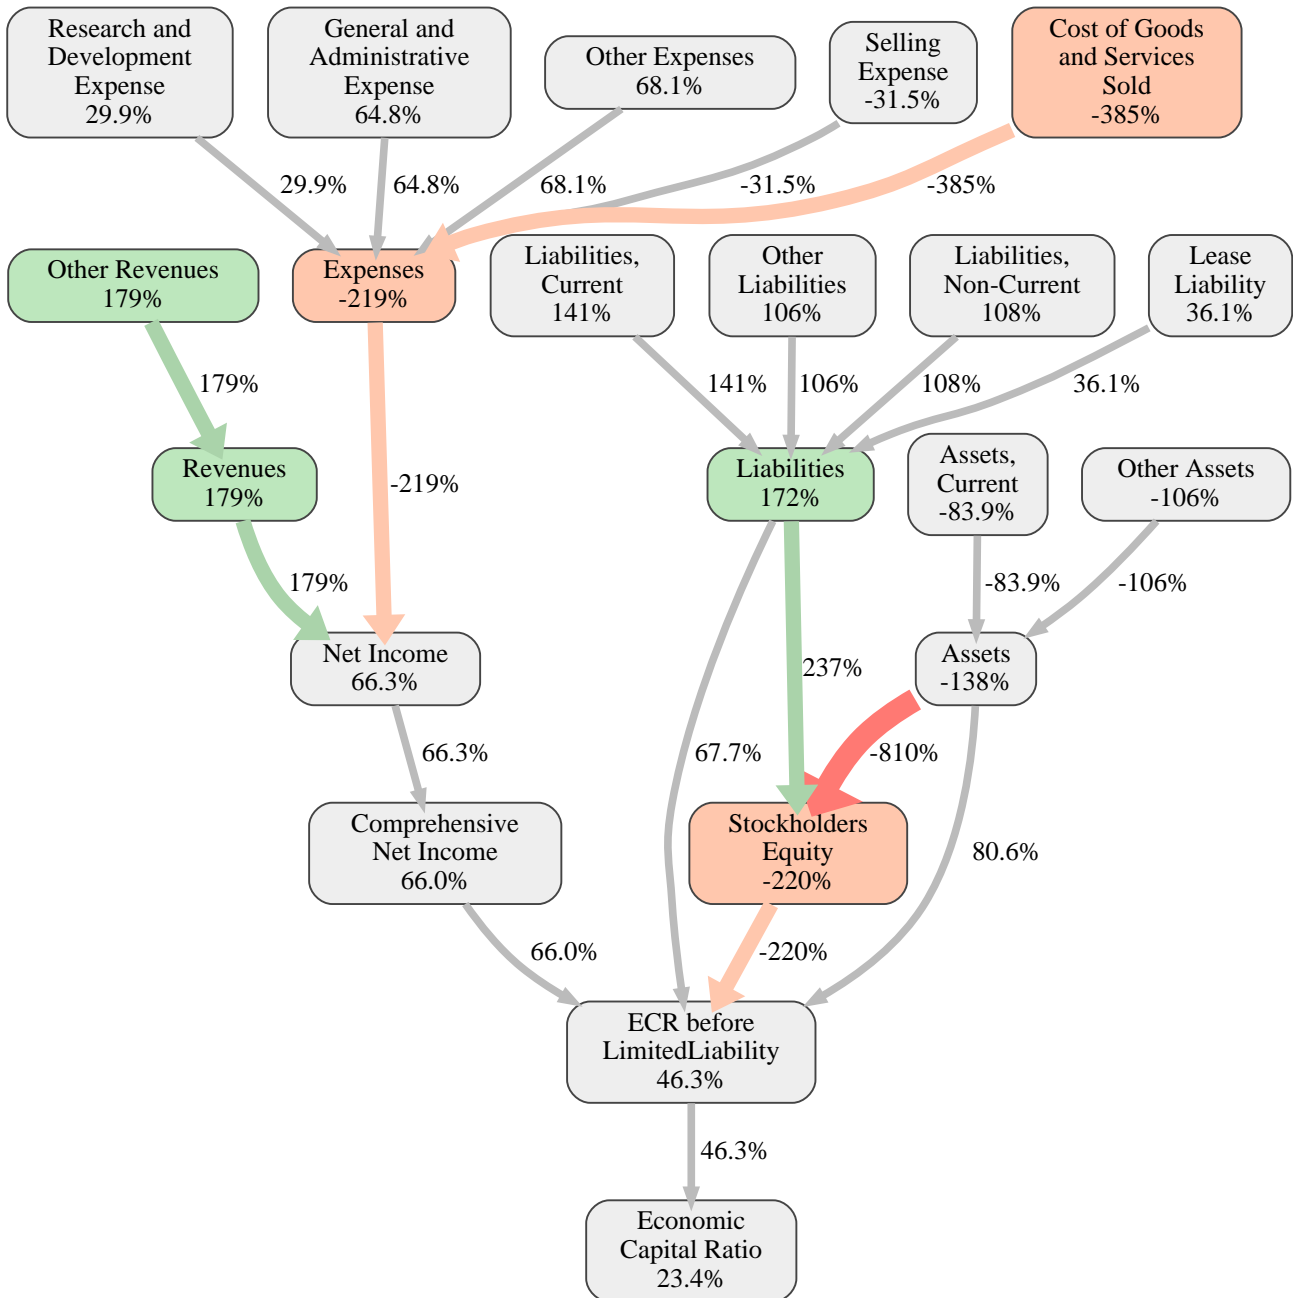 Research and
Development
Expense
29.9%
General and
Administrative
Expense
64.8%
Other Expenses
68.1%
Selling
Expense
-31.5%
Cost of Goods
and Services
Sold
-385%
29.9%
64.8%
68.1%
-31.5%
-385%
Other Revenues
179%
Expenses
-219%
Liabilities,
Current
141%
Other
Liabilities
106%
Liabilities,
Non-Current
108%
Lease
Liability
36.1%
179%
141%
106%
108%
36.1%
Revenues
179%
-219%
Liabilities
172%
Assets,
Current
-83.9%
Other Assets
-106%
179%
-83.9%
-106%
Net Income
66.3%
237%
Assets
-138%
66.3%
67.7%
-810%
Comprehensive
Net Income
66.0%
Stockholders
Equity
-220%
80.6%
66.0%
-220%
ECR before
LimitedLiability
46.3%
46.3%
Economic
Capital Ratio
23.4%